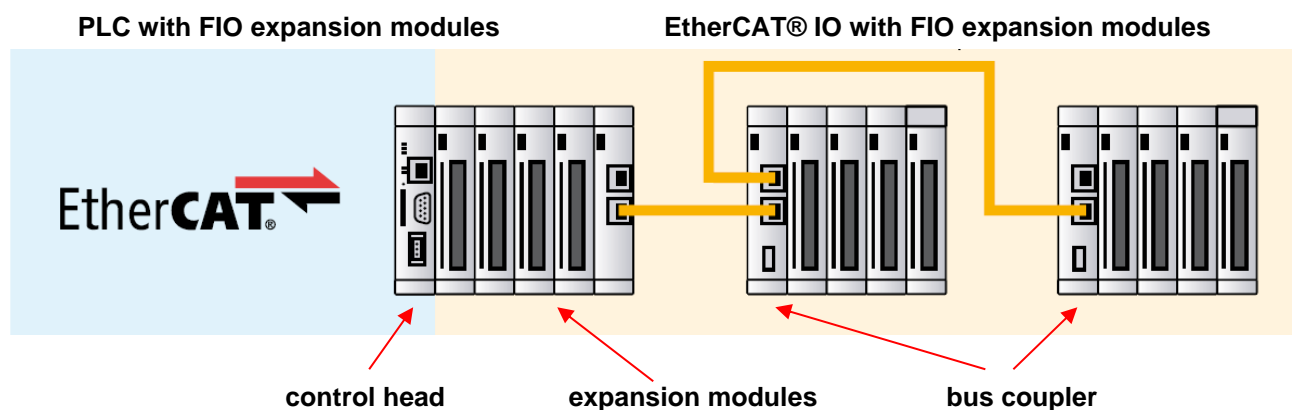 PLC with FIO expansion modules
EtherCAT® IO with FIO expansion modules
EtherCAT®
control head
expansion modules
bus coupler